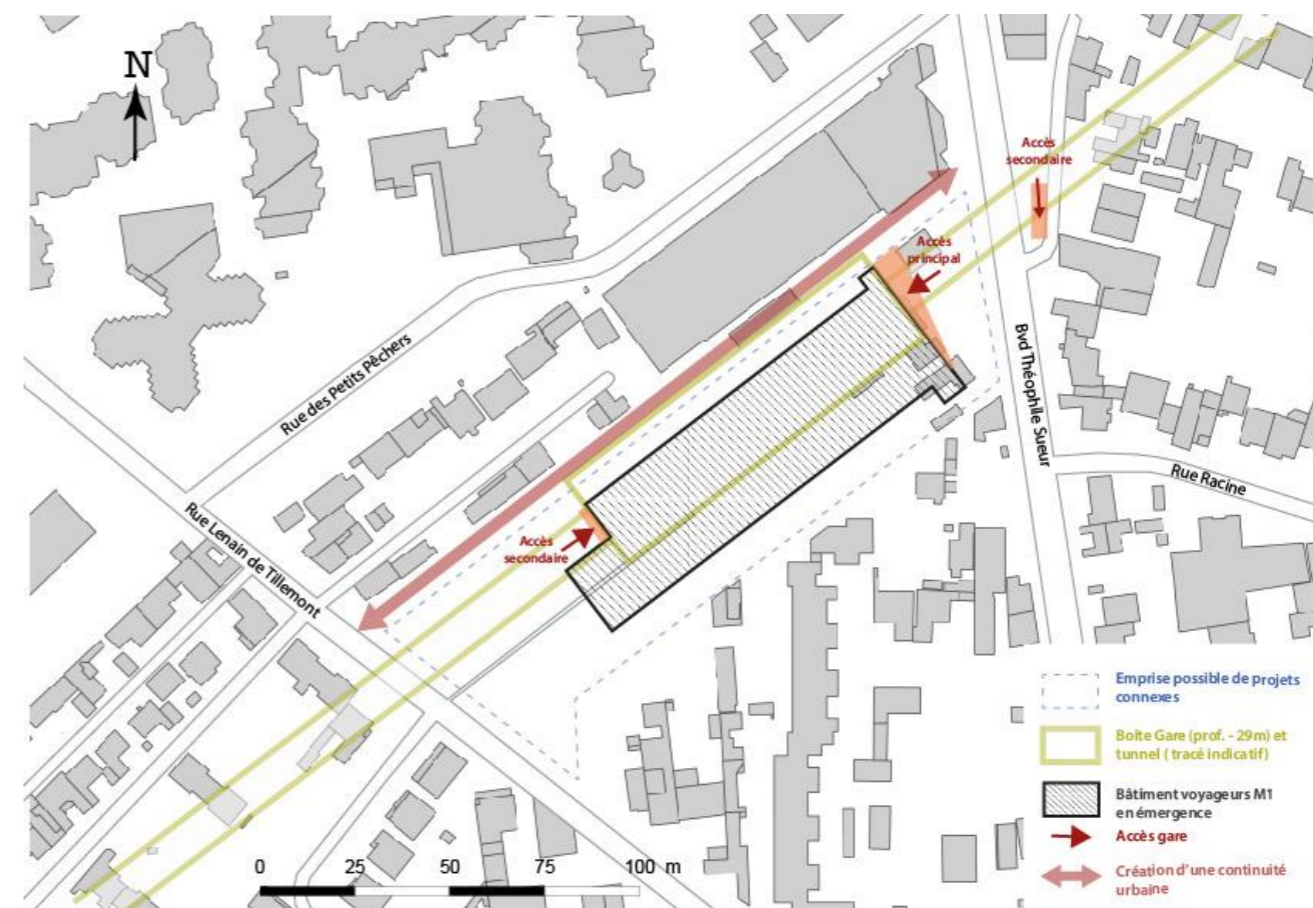 N
Accès
secondaire
Accès
principal
Rue des Petits Pêchers
Bvd Théophile Sueur
Rue Racine
Rue Lenain de Tillemont
Accès
secondaire
Emprise possible de projets
connexes
Boîte Gare (prof. - 29m) et
tunnel ( tracé indicatif)
Bâtiment voyageurs M1
en émergence
Accès gare
Création d'une continuité
urbaine
0 25 50 75 100 m